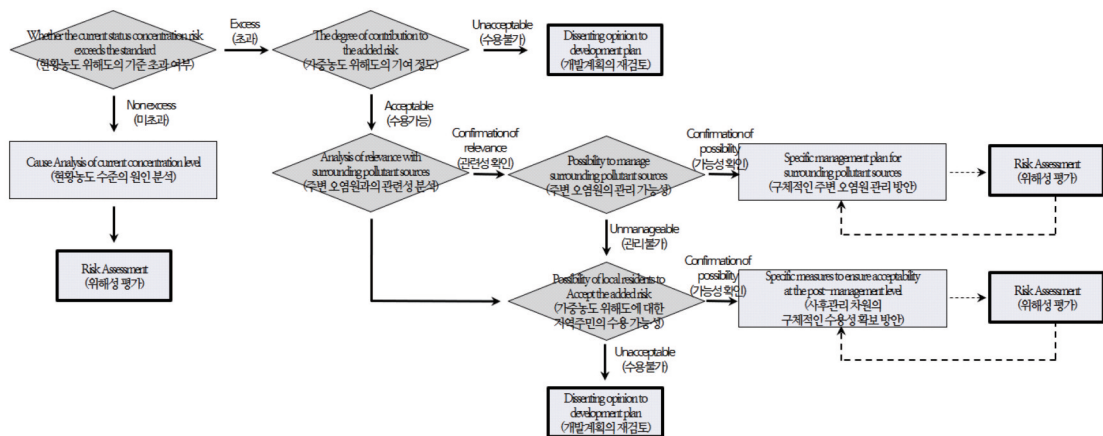 Whether the current status concentration risk
exceeds the standard
(현황농도 위해도의 기준 초과 여부)
Excess
(초과)
The degree of contribution to
the added risk
(가중농도 위해도의 기여 정도)
Unacceptable
(수용불가)
Dissenting opinion to
development plan
(개발계획의 재검토)
Non excess
(미초과)
Acceptable
(수용가능)
Cause Analysis of current concentration level
(현황농도 수준의 원인 분석)
Analysis of relevance with
surrounding pollutant sources
(주변 오염원과의 관련성 분석)
Confirmation of
relevance
(관련성 확인)
Possibility to manage
surrounding pollutant sources
(주변 오염원의 관리 가능성)
Confirmation of
possibility
(가능성 확인)
Specific management plan for
surrounding pollutant sources
(구체적인 주변 오염원 관리 방안)
Risk Assessment
(위해성 평가)
Unmanageable
(관리 불가)
Risk Assessment
(위해성 평가)
Possibility of local residents to
Accept the added risk
(가중농도 위해도에 대한
지역주민의 수용 가능성)
Confirmation of
possibility
(가능성 확인)
Specific measures to ensure acceptability
at the post-management level
(사후관리 차원의
구체적인 수용성 확보 방안)
Risk Assessment
(위해성 평가)
Unacceptable
(수용불가)
Dissenting opinion to
development plan
(개발계획의 재검토)